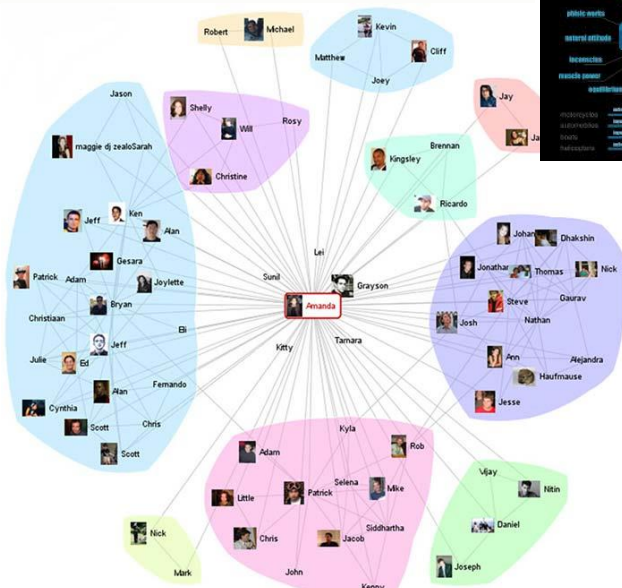 Robert
Michael
Kevin
Matthew
Cliff
Joey
phisic works
natural attitude
muscle power
motorcycles
automobiles
boats
Jason
Shelly
Will
Rosy
Christine
Jay
maggie dj zealoSarah
Brennan
Kingsley
Ricardo
Jeff
Ken
Alan
Gesara
Patrick
Adam
Joylette
Bryan
Christiaan
Eli
Julie
Jeff
Ed
Alan
Fernando
Cynthia
Scott
Chris
Scott
Lei
Sunil
Grayson
Amanda
Kitty
Tamara
Dhakshin
Jonathan
Thomas
Nick
Steve
Gaurav
Josh
Nathan
Ann
Alejandra
Haufmause
Jesse
Kyla
Adam
Rob
Little
Patrick
Selena
Mike
Siddhartha
Chris
Jacob
John
Kenny
Nick
Mark
Vijay
Nitin
Daniel
Joseph